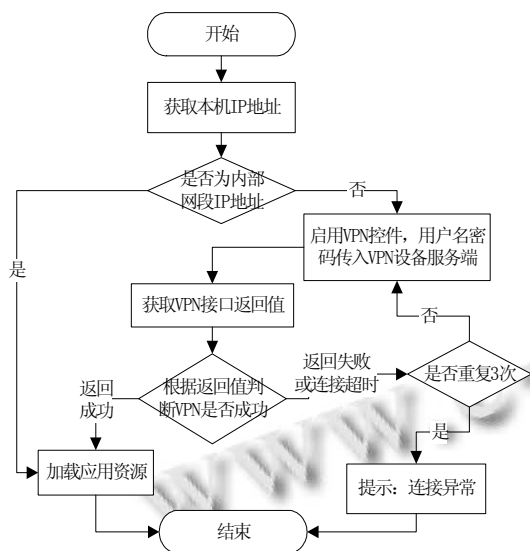 开始
获取本机IP地址
是否为内部
网段IP地址
否
是
启用VPN控件，用户名密
码传入VPN设备服务端
获取VPN接口返回值
否
根据返回值判
断VPN是否成功
返回失败
或连接超时
是否重复3次
返回
成功
是
加载应用资源
提示：连接异常
结束
WWW